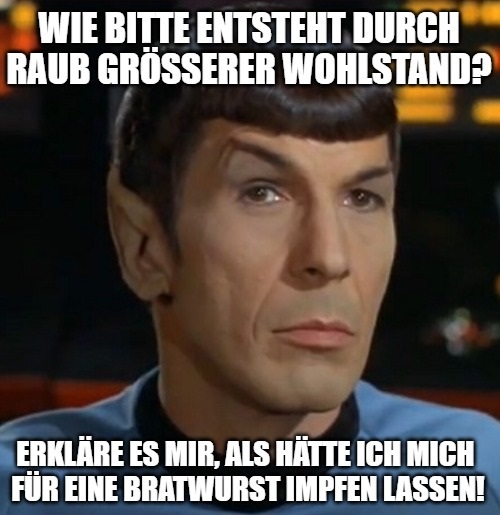 WIE BITTE ENTSTEHT DURCH
RAUB GRÖSSERER WOHLSTAND?
ERKLÄRE ES MIR, ALS HÄTTE ICH MICH
FÜR EINE BRATWURST IMPFEN LASSEN!